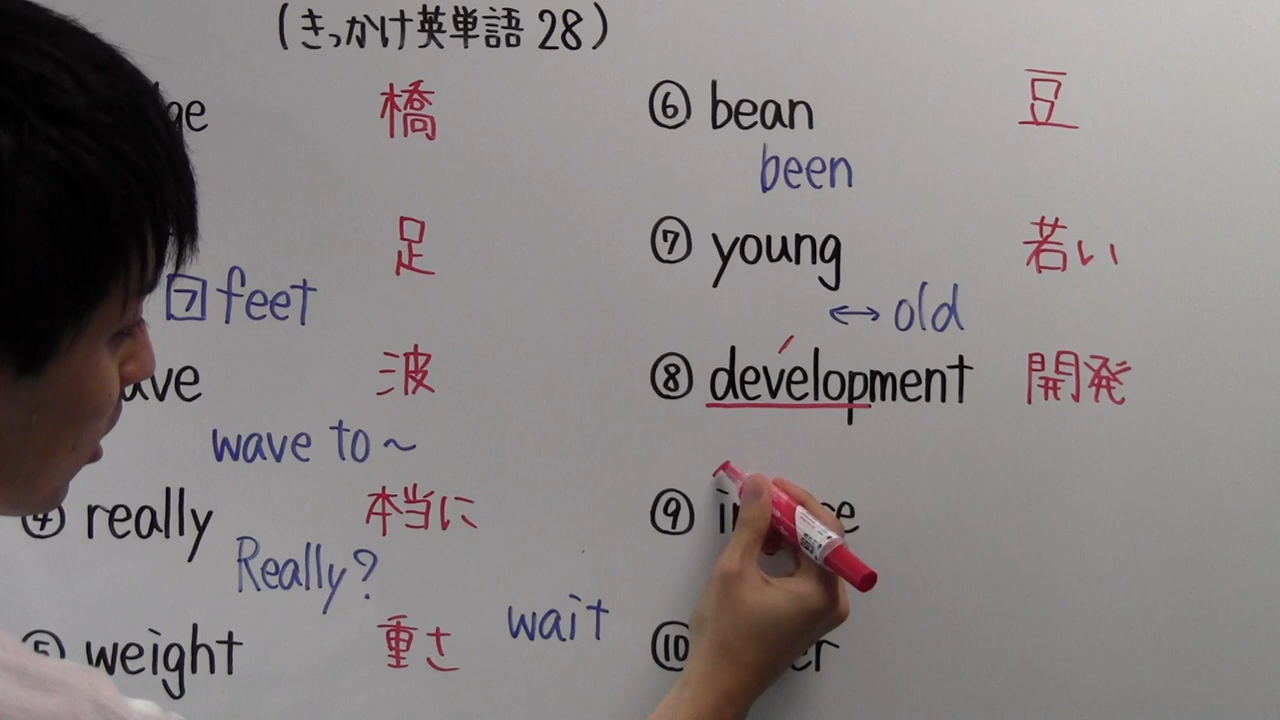 (きっかけ英単語 28)
橋
足
フ feet
波
wave to ~
④ really 本当に
Really?
⑤ weight 重さ
wait
⑥ bean 豆
been
⑦ young 若い
↔ old
⑧ development 開発
⑨
⑩